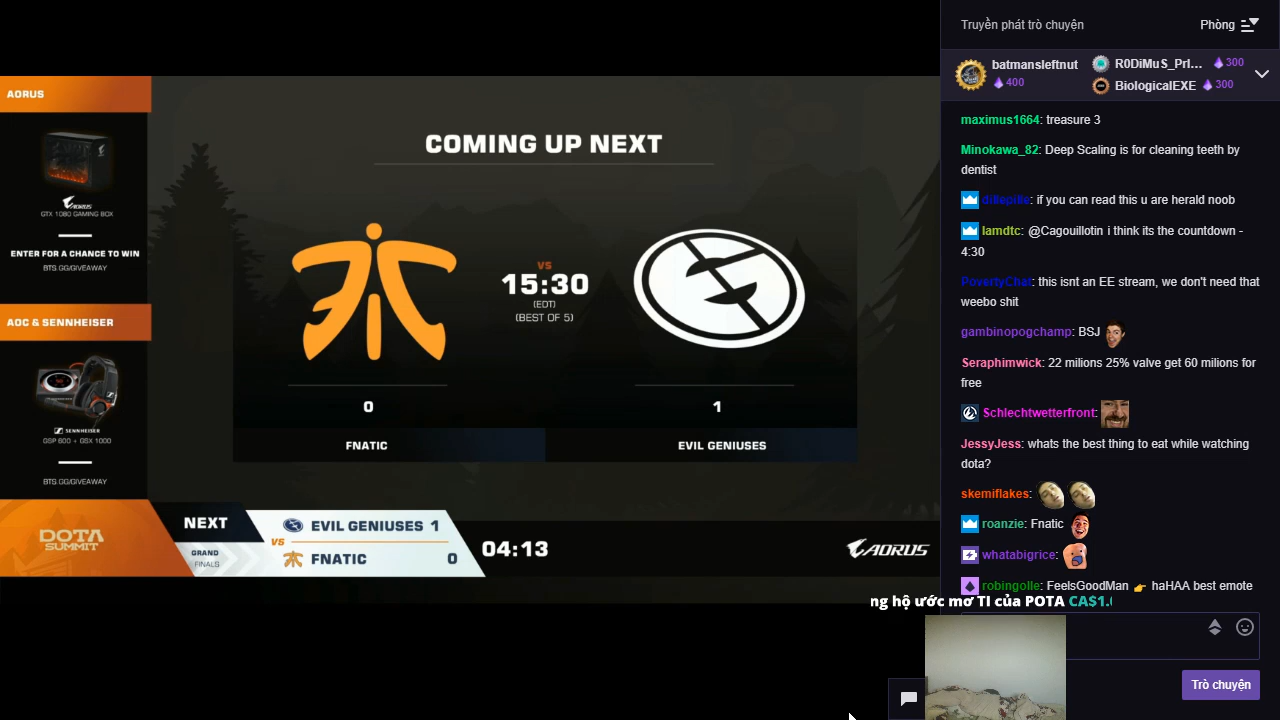 AORUS
AORUS
GTX 1080 GAMING BOX
ENTER FOR A CHANCE TO WIN
BTS.GG/GIVEAWAY
AOC & SENNHEISER
SENNHEISER
GSP 600 + GSX 1000
BTS.GG/GIVEAWAY
DOTA
SUMMIT
COMING UP NEXT
VS
15:30
(EDT)
(BEST OF 5)
0
1
FNATIC
EVIL GENIUSES
NEXT
GRAND
FINALS
EVIL GENIUSES 1
VS
FNATIC 0
04:13
AORUS
Truyền phát trò chuyện
Phòng
batmansleftnut
400
R0DiMuS_PrI... 300
BiologicalEXE 300
maximus1664: treasure 3
Minokawa_82: Deep Scaling is for cleaning teeth by
dentist
: if you can read this u are herald noob
Iamdtc: @Cagouillotin i think its the countdown -
4:30
PovertyChat: this isnt an EE stream, we don't need that
weebo shit
gambinopogchamp: BSJ
Seraphimwick: 22 milions 25% valve get 60 milions for
free
Schlechtwetterfront:
JessyJess: whats the best thing to eat while watching
dota?
skemiflakes:
roanzie: Fnatic
whatabigrice:
robingolle: FeelsGoodMan 👉 haHAA best emote
ng hộ ước mơ TI của POTA CA$1.
Trò chuyện